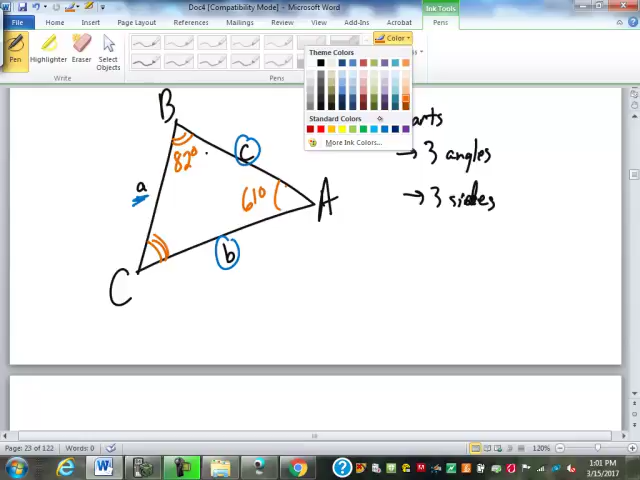 Doc4 [Compatibility Mode] - Microsoft Word
Ink Tools
File
Home
Insert
Page Layout
References
Mailings
Review
View
Add-Ins
Acrobat
Pens
Pen
Highlighter
Eraser
Select Objects
Write
Pens
Color
Theme Colors
Standard Colors
More Ink Colors...
arts
→ 3 angles
→ 3 sides
B
82°
c
a
61°
A
b
C
Page: 23 of 122
Words: 0
120%
1:01 PM
3/15/2017